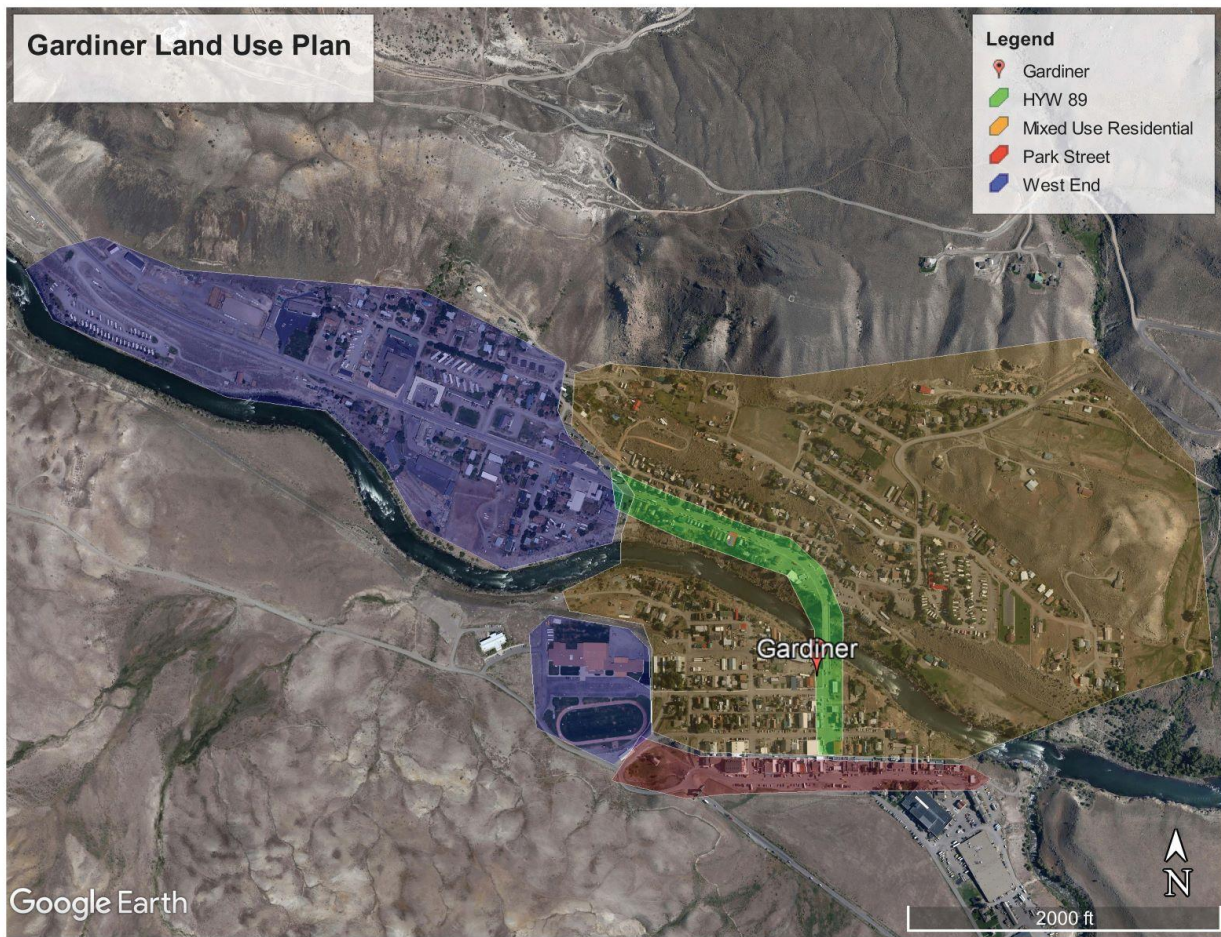 Gardiner Land Use Plan
Legend
Gardiner
HYW 89
Mixed Use Residential
Park Street
West End
Gardiner
Google Earth
N
2000 ft